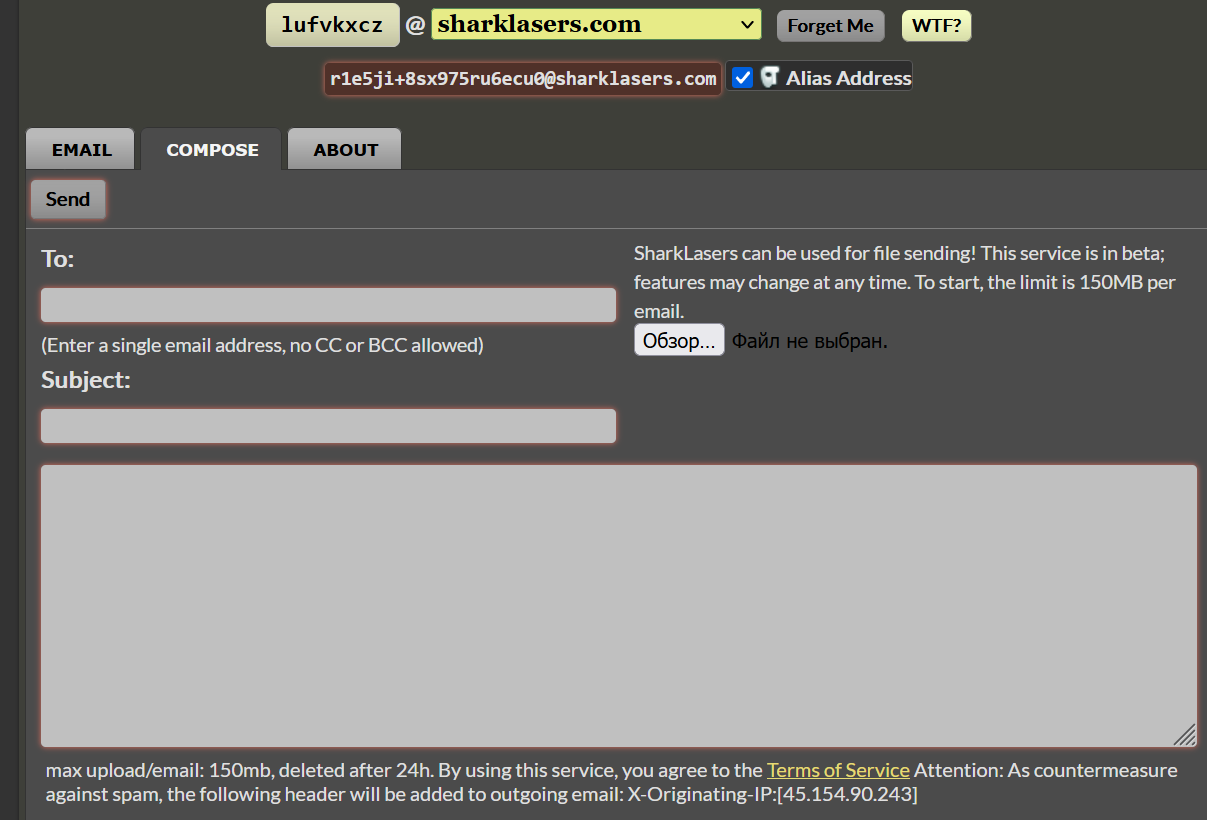 lufvkxcz @ sharklasers.com Forget Me WTF?
r1e5ji+8sx975ru6ecu0@sharklasers.com Alias Address
EMAIL COMPOSE ABOUT
Send
To:
(Enter a single email address, no CC or BCC allowed)
Subject:
SharkLasers can be used for file sending! This service is in beta;
features may change at any time. To start, the limit is 150MB per
email.
Обзор... Файл не выбран.
max upload/email: 150mb, deleted after 24h. By using this service, you agree to the Terms of Service Attention: As countermeasure
against spam, the following header will be added to outgoing email: X-Originating-IP:[45.154.90.243]